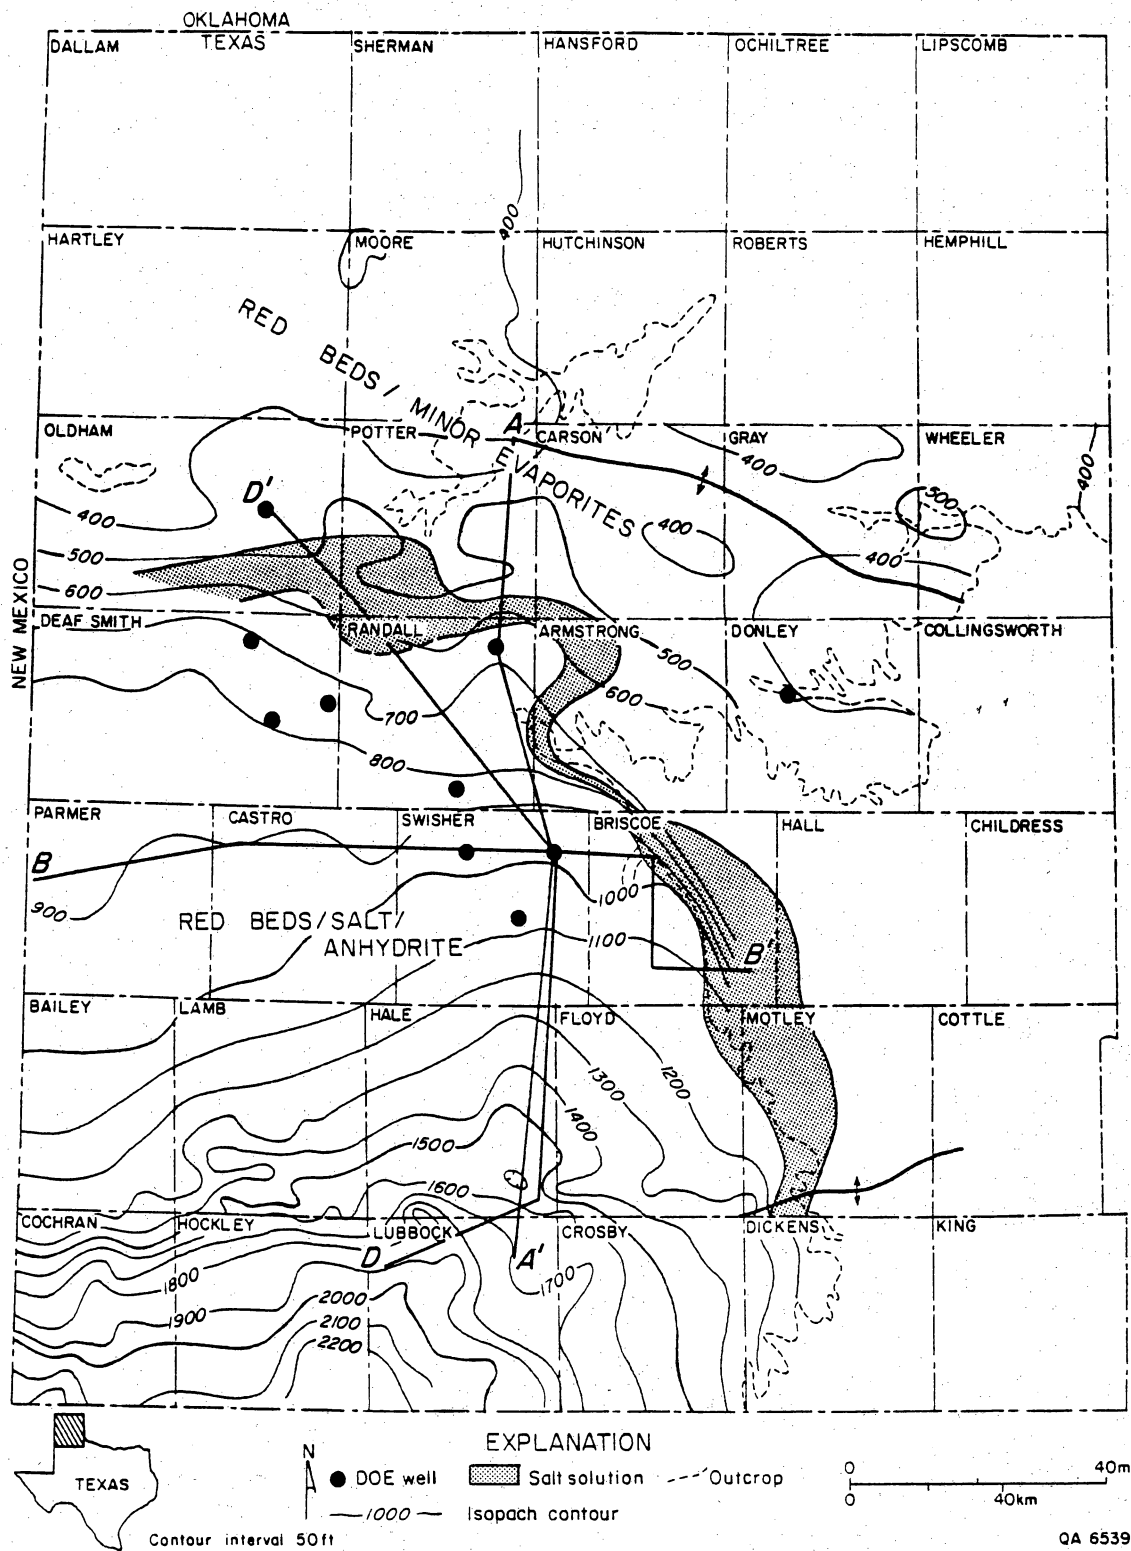 OKLAHOMA
TEXAS
DALLAM
SHERMAN
HANSFORD
OCHILTREE
LIPSCOMB
400
HARTLEY
MOORE
HUTCHINSON
ROBERTS
HEMPHILL
RED BEDS / MINOR EVAPORITES
OLDHAM
POTTER
A
CARSON
GRAY
WHEELER
400
400
D'
500
400
400
400
500
600
NEW MEXICO
DEAF SMITH
RANDALL
ARMSTRONG
DONLEY
COLLINGSWORTH
500
600
700
800
PARMER
CASTRO
SWISHER
BRISCOE
HALL
CHILDRESS
B
900
1000
RED BEDS/SALT/
ANHYDRITE
1100
B'
BAILEY
LAMB
HALE
FLOYD
MOTLEY
COTTLE
1300
1200
1400
1500
1600
COCHRAN
HOCKLEY
LUBBOCK
CROSBY
DICKENS
KING
D
A'
1700
1800
1900
2000
2100
2200
EXPLANATION
TEXAS
N
DOE well
Salt solution
Outcrop
1000
Isopach contour
0 40m
0 40km
Contour interval 50ft
QA 6539